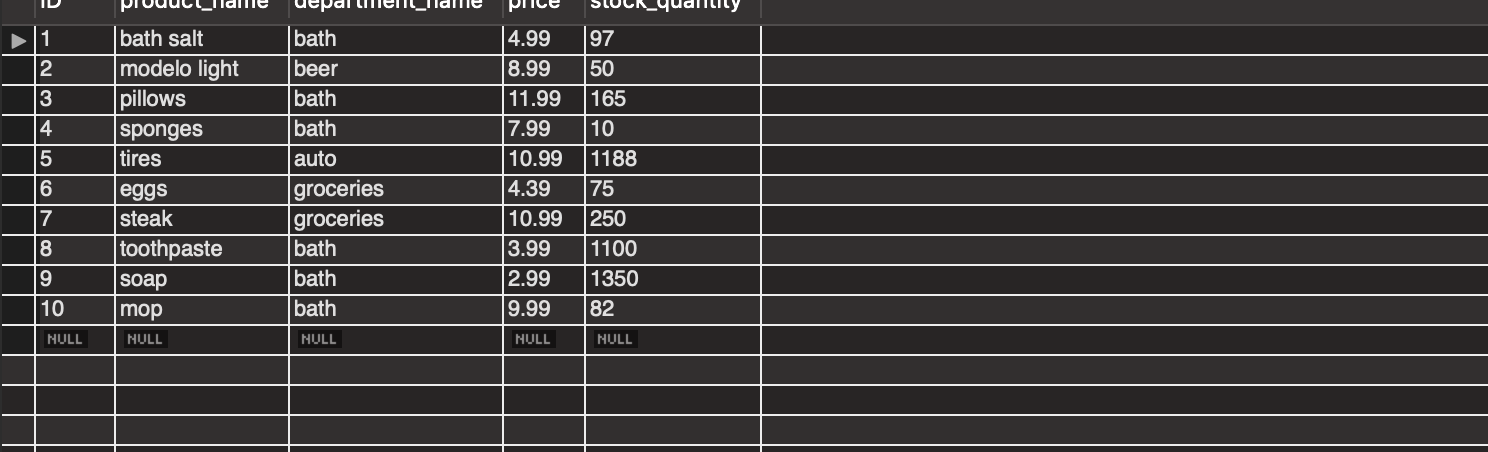 ID product_name department_name price stock_quantity
1 bath salt bath 4.99 97
2 modelo light beer 8.99 50
3 pillows bath 11.99 165
4 sponges bath 7.99 10
5 tires auto 10.99 1188
6 eggs groceries 4.39 75
7 steak groceries 10.99 250
8 toothpaste bath 3.99 1100
9 soap bath 2.99 1350
10 mop bath 9.99 82
NULL NULL NULL NULL NULL